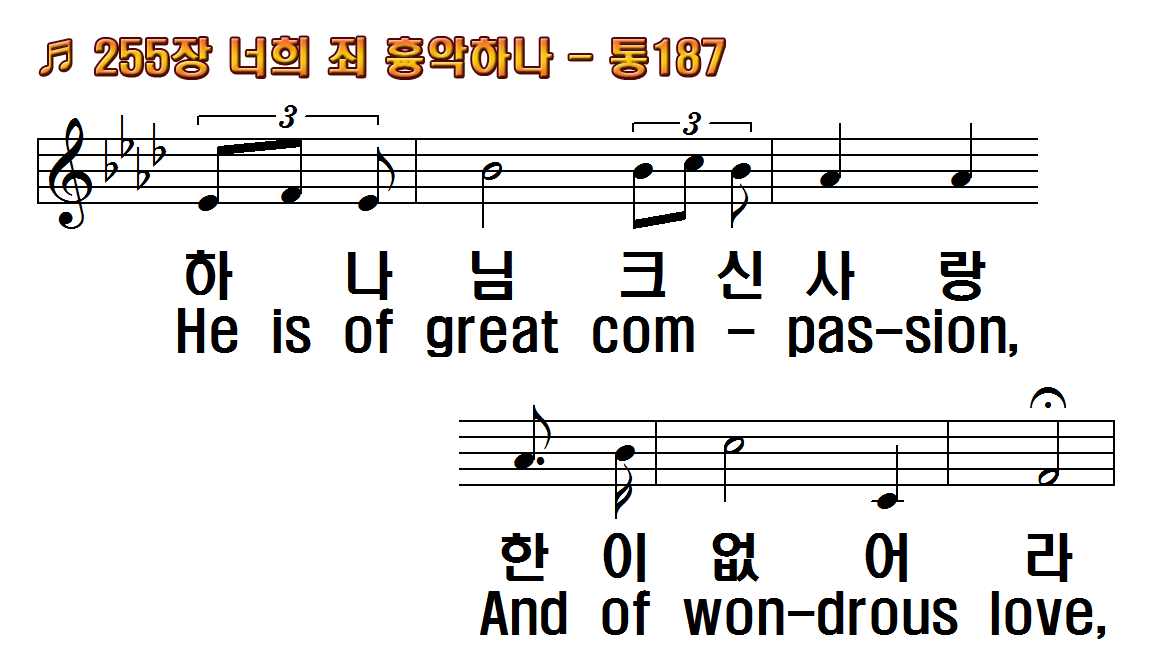 ♬ 255장 너희 죄 흉악하나 - 통187
3 3
하 나 님 크 신 사 랑
He is of great com - pas-sion,
한 이 없 어 라
And of won-drous love,